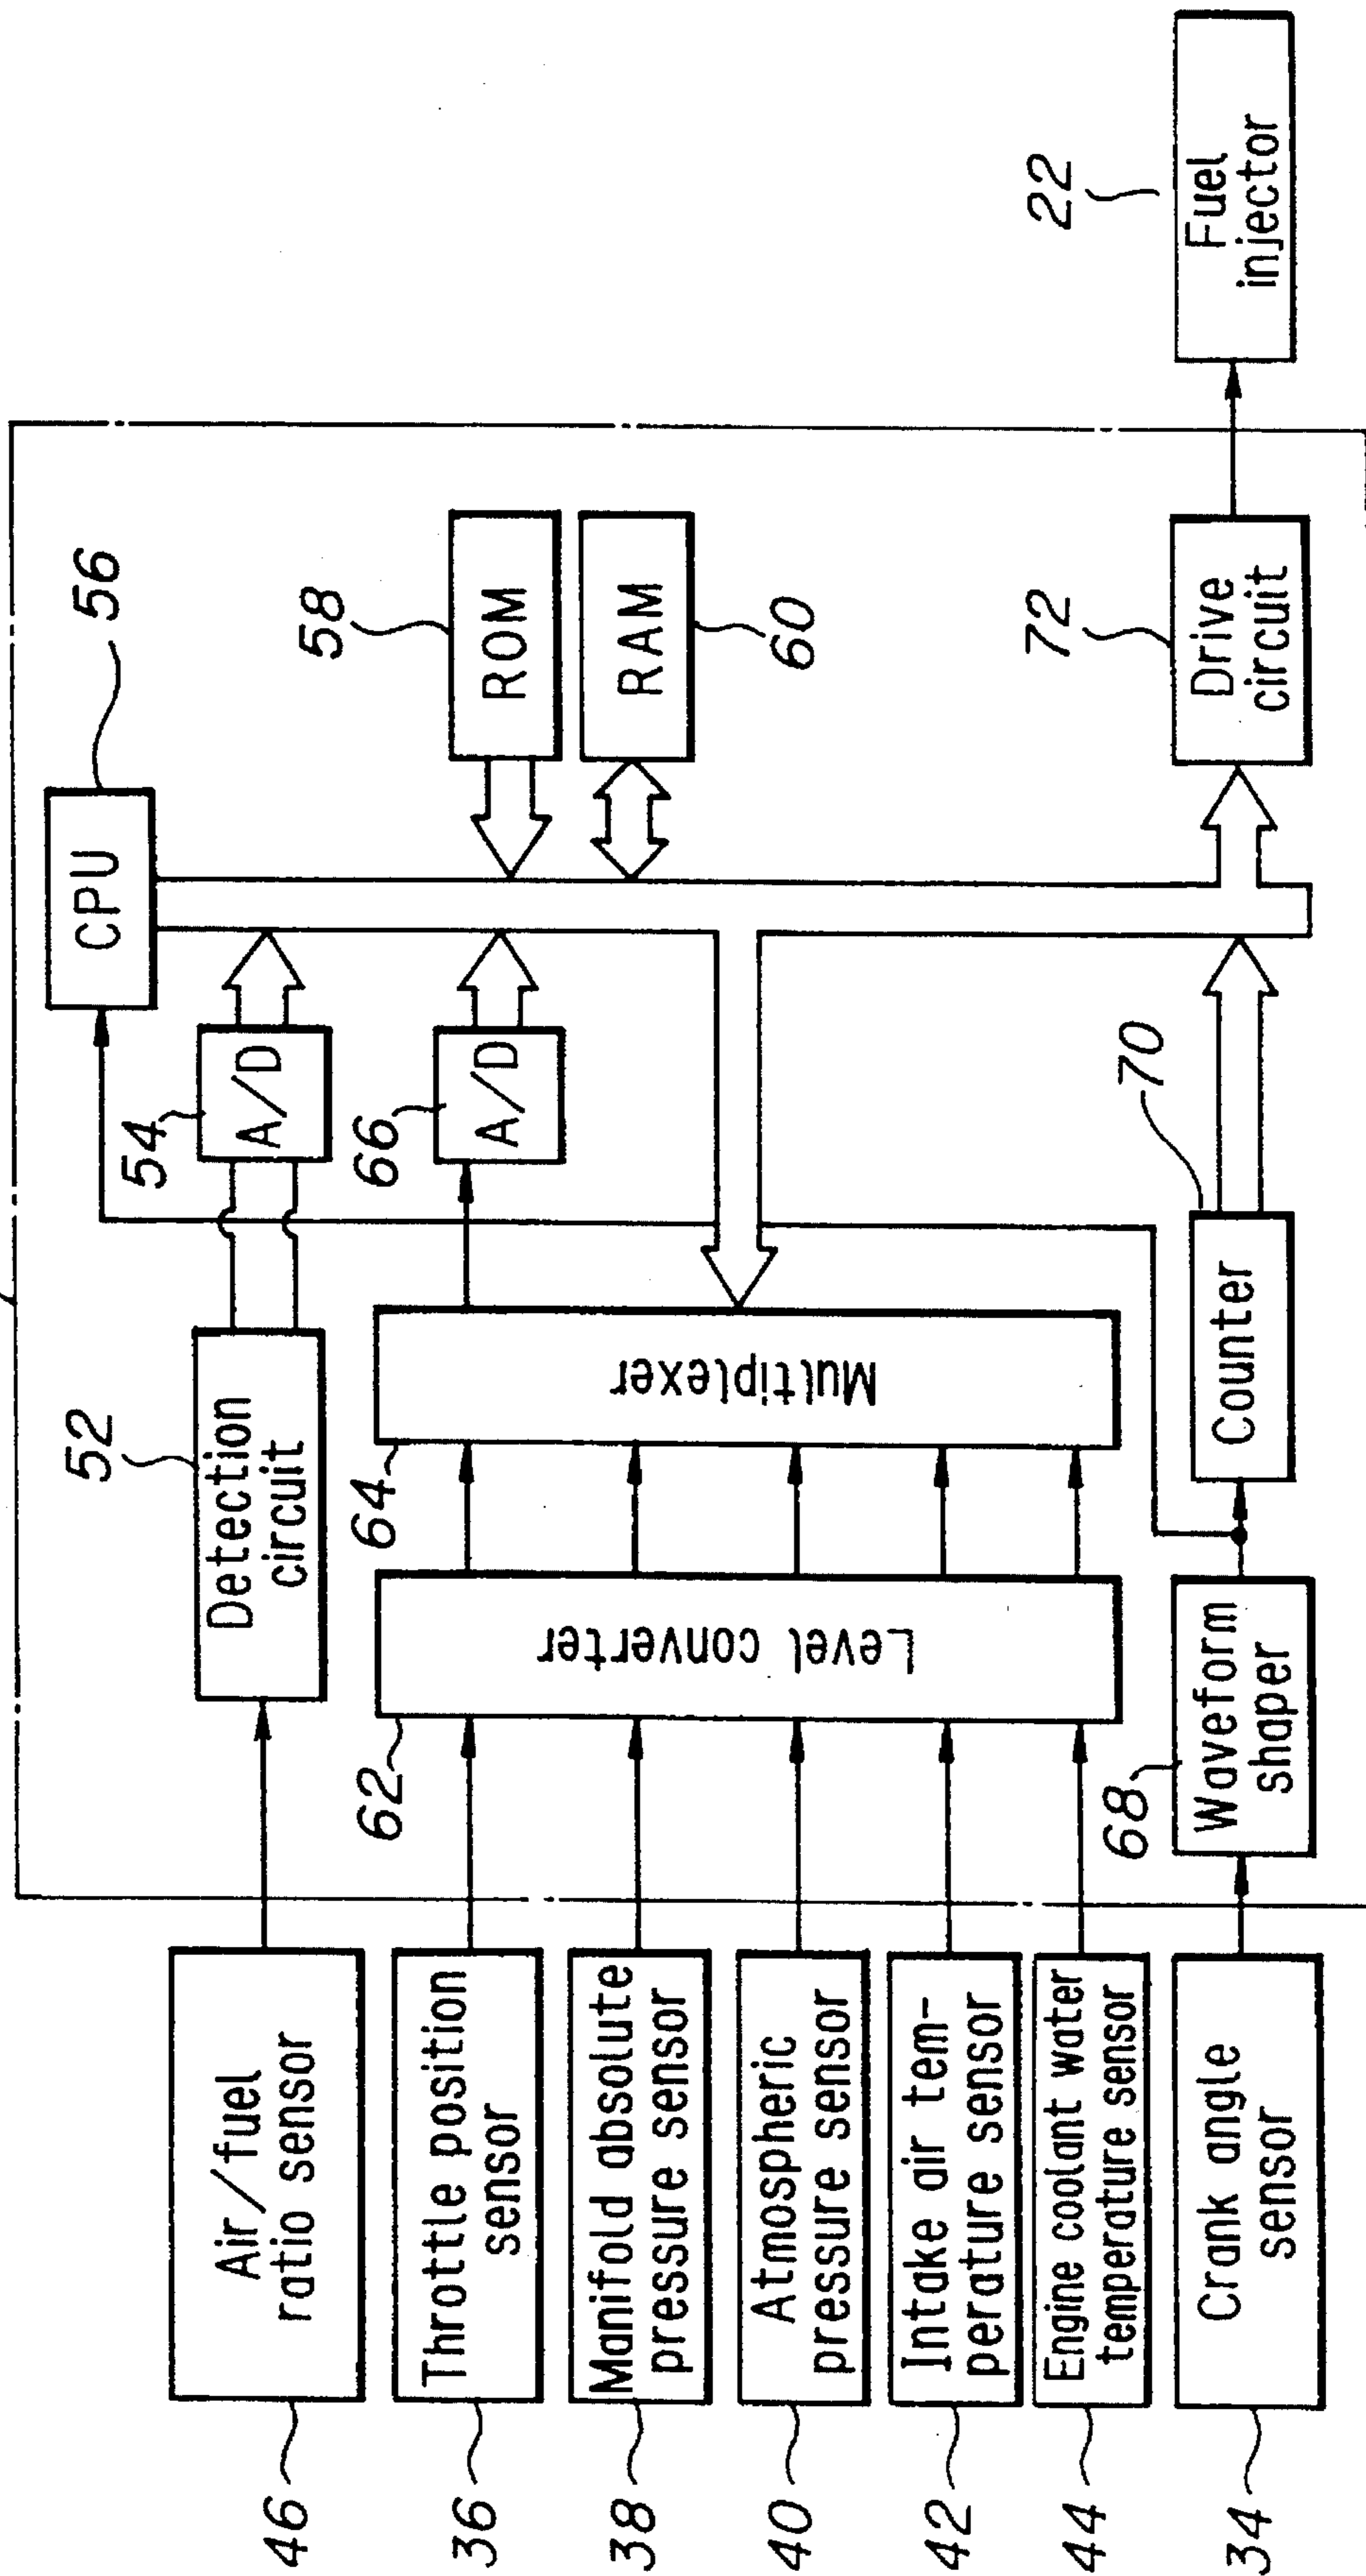 46
Air/fuel
ratio sensor
52
Detection
circuit
54
A/D
CPU
56
36
Throttle position
sensor
38
Manifold absolute
pressure sensor
40
Atmospheric
pressure sensor
42
Intake air tem-
perature sensor
44
Engine coolant water
temperature sensor
62
Level converter
64
Multiplexer
66
A/D
58
ROM
RAM
60
34
Crank angle
sensor
68
Waveform
shaper
70
Counter
72
Drive
circuit
22
Fuel
injector